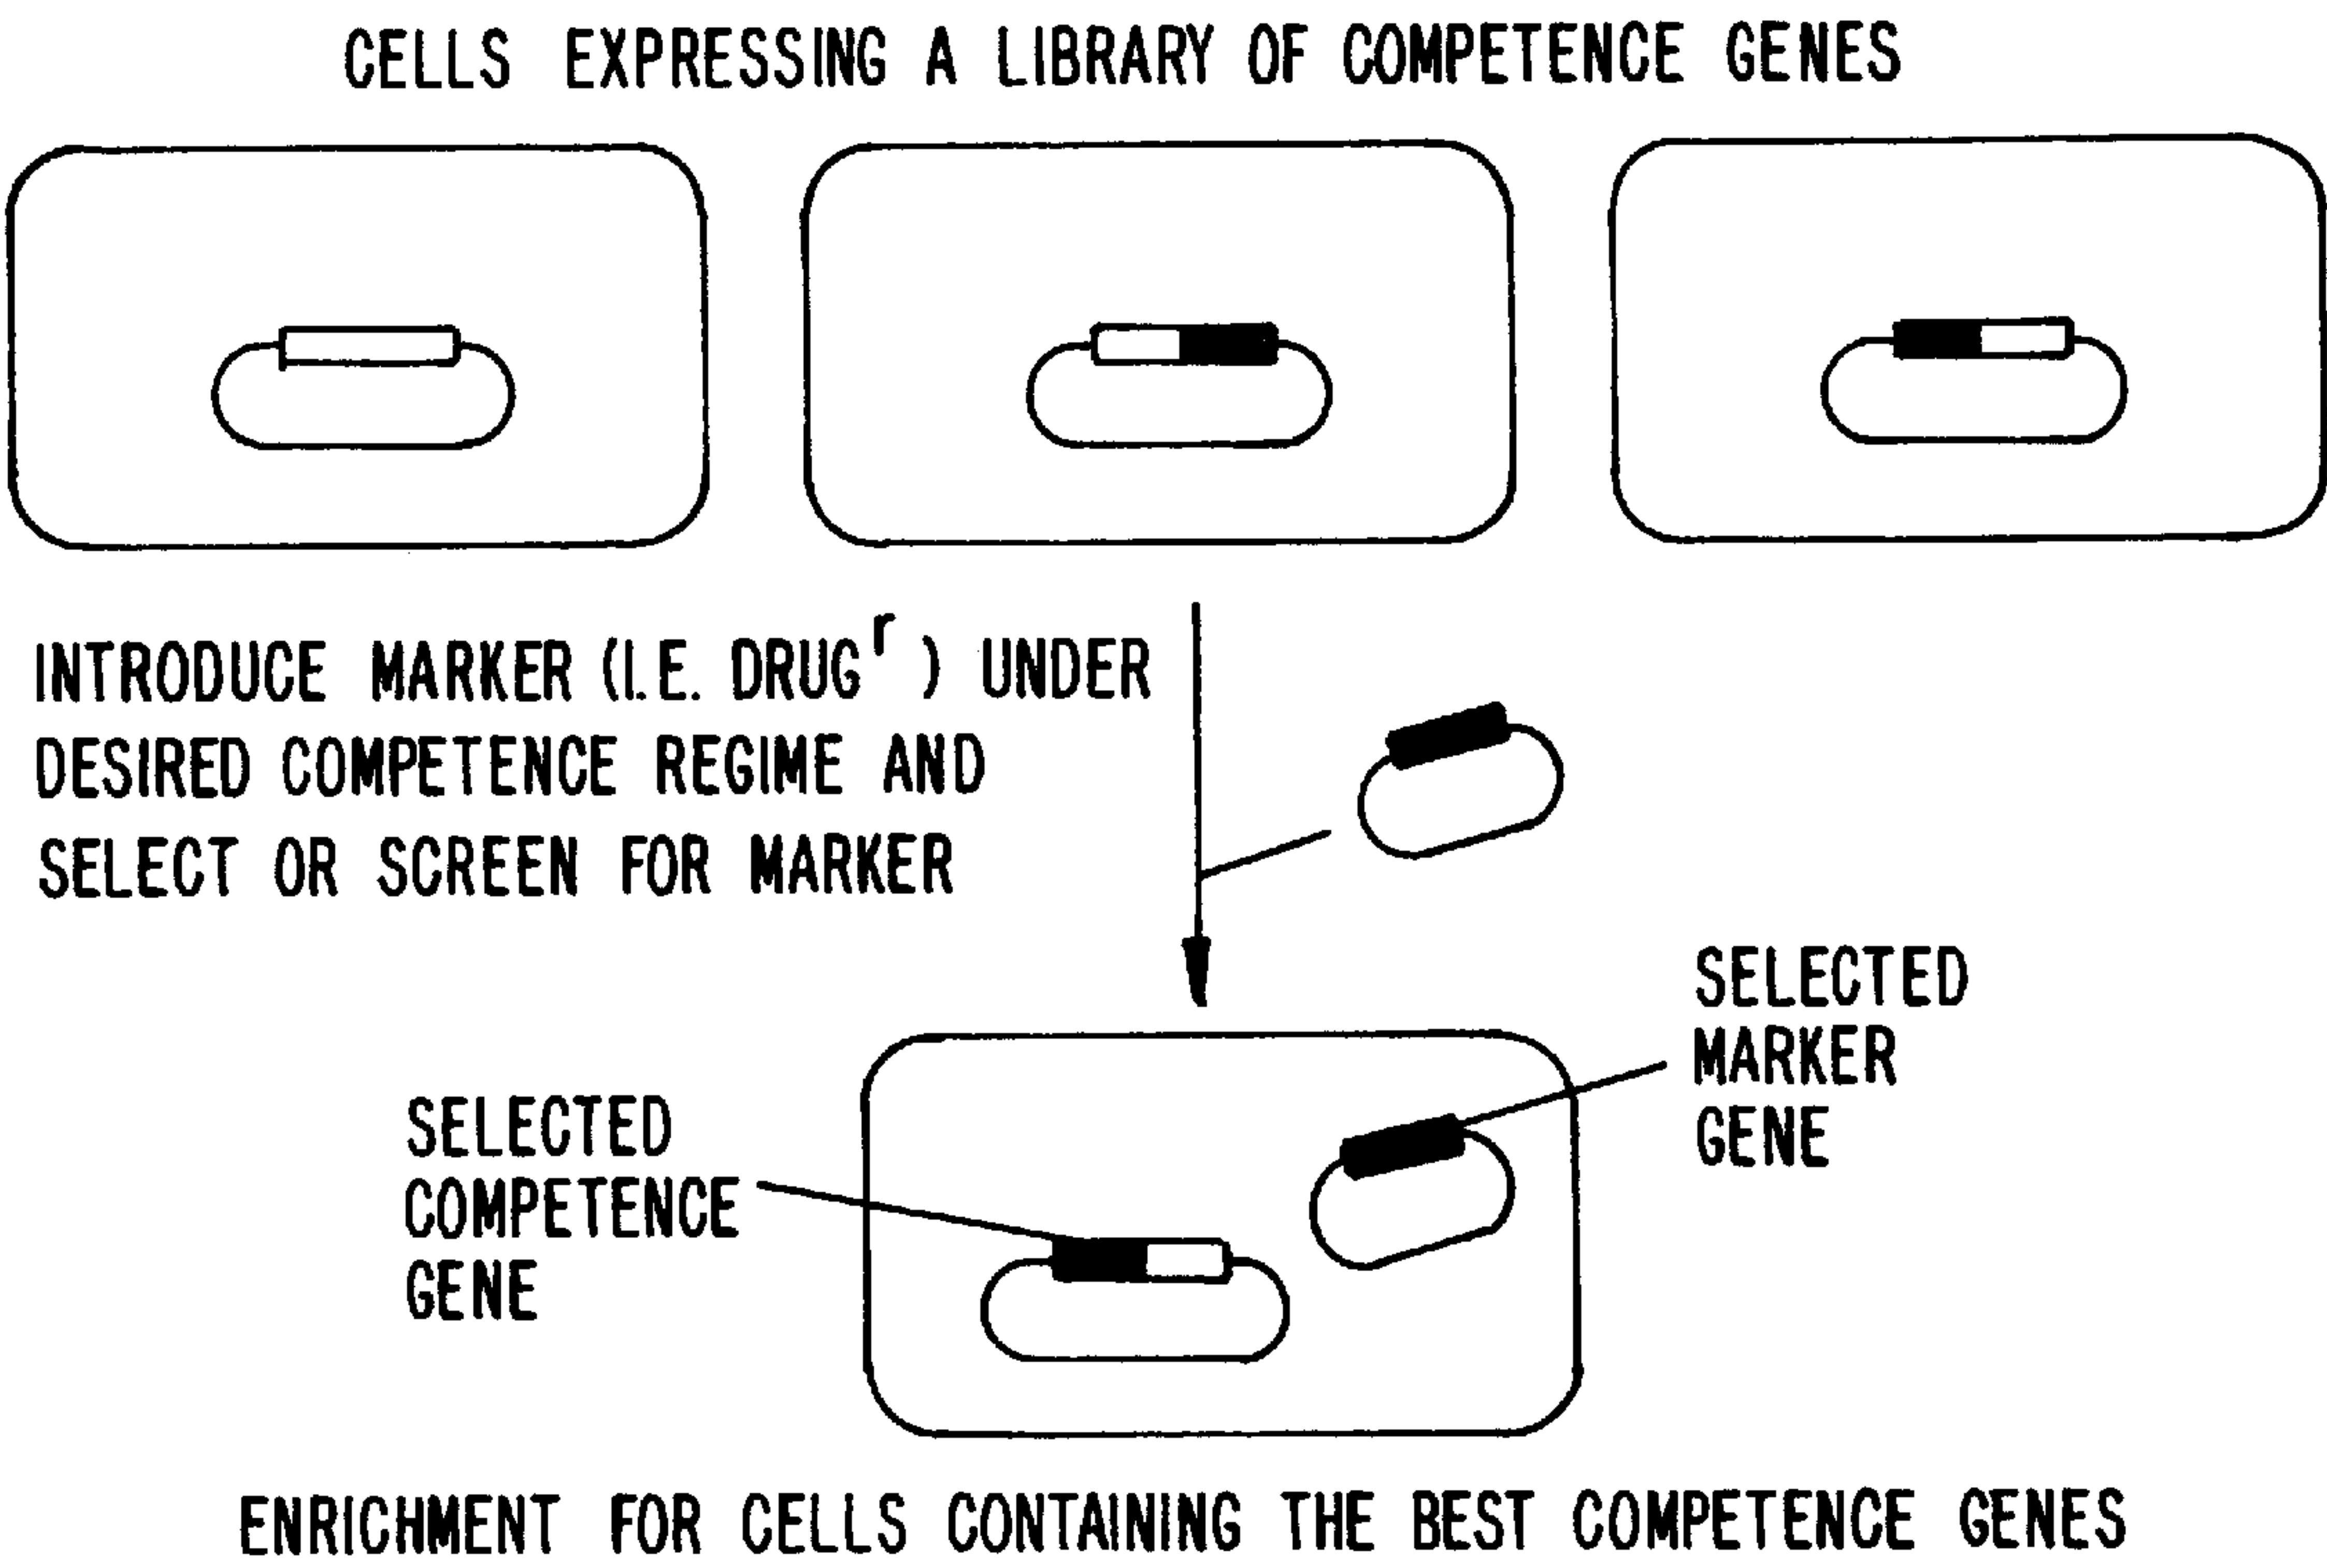 CELLS EXPRESSING A LIBRARY OF COMPETENCE GENES
INTRODUCE MARKER (I.E. DRUGʳ) UNDER
DESIRED COMPETENCE REGIME AND
SELECT OR SCREEN FOR MARKER
SELECTED
MARKER
GENE
SELECTED
COMPETENCE
GENE
ENRICHMENT FOR CELLS CONTAINING THE BEST COMPETENCE GENES